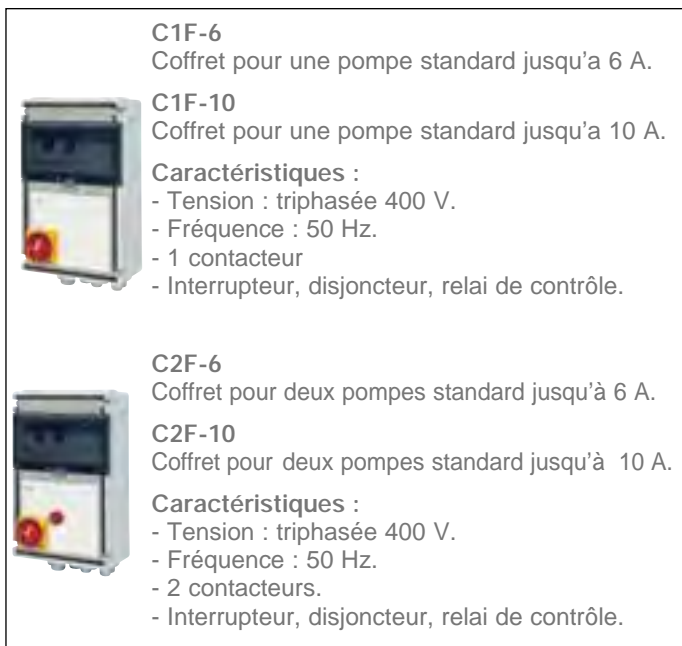 C1F-6
Coffret pour une pompe standard jusqu'a 6 A.
C1F-10
Coffret pour une pompe standard jusqu'a 10 A.
Caractéristiques :
- Tension : triphasée 400 V.
- Fréquence : 50 Hz.
- 1 contacteur
- Interrupteur, disjoncteur, relai de contrôle.
C2F-6
Coffret pour deux pompes standard jusqu'à 6 A.
C2F-10
Coffret pour deux pompes standard jusqu'à 10 A.
Caractéristiques :
- Tension : triphasée 400 V.
- Fréquence : 50 Hz.
- 2 contacteurs.
- Interrupteur, disjoncteur, relai de contrôle.